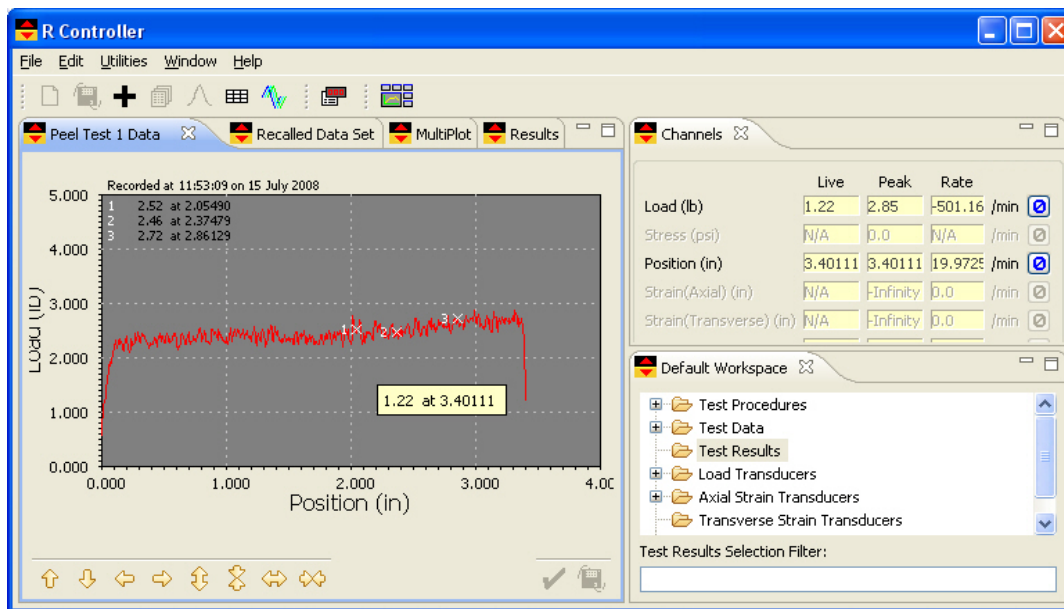 R Controller
File Edit Utilities Window Help
Peel Test 1 Data Recalled Data Set MultiPlot Results
Recorded at 11:53:09 on 15 July 2008
1 2.52 at 2.05490
2 2.46 at 2.37479
3 2.72 at 2.86129
5.000
4.000
3.000
2.000
1.000
0.000
Load (lb)
1 2 3
1.22 at 3.40111
0.000 1.000 2.000 3.000 4.00
Position (in)
Channels
Live Peak Rate
Load (lb) 1.22 2.85 -501.16 /min
Stress (psi) N/A 0.0 N/A /min
Position (in) 3.40111 3.40111 19.9725 /min
Strain(Axial) (in) N/A -Infinity 0.0 /min
Strain(Transverse) (in) N/A -Infinity 0.0 /min
Default Workspace
Test Procedures
Test Data
Test Results
Load Transducers
Axial Strain Transducers
Transverse Strain Transducers
Test Results Selection Filter: